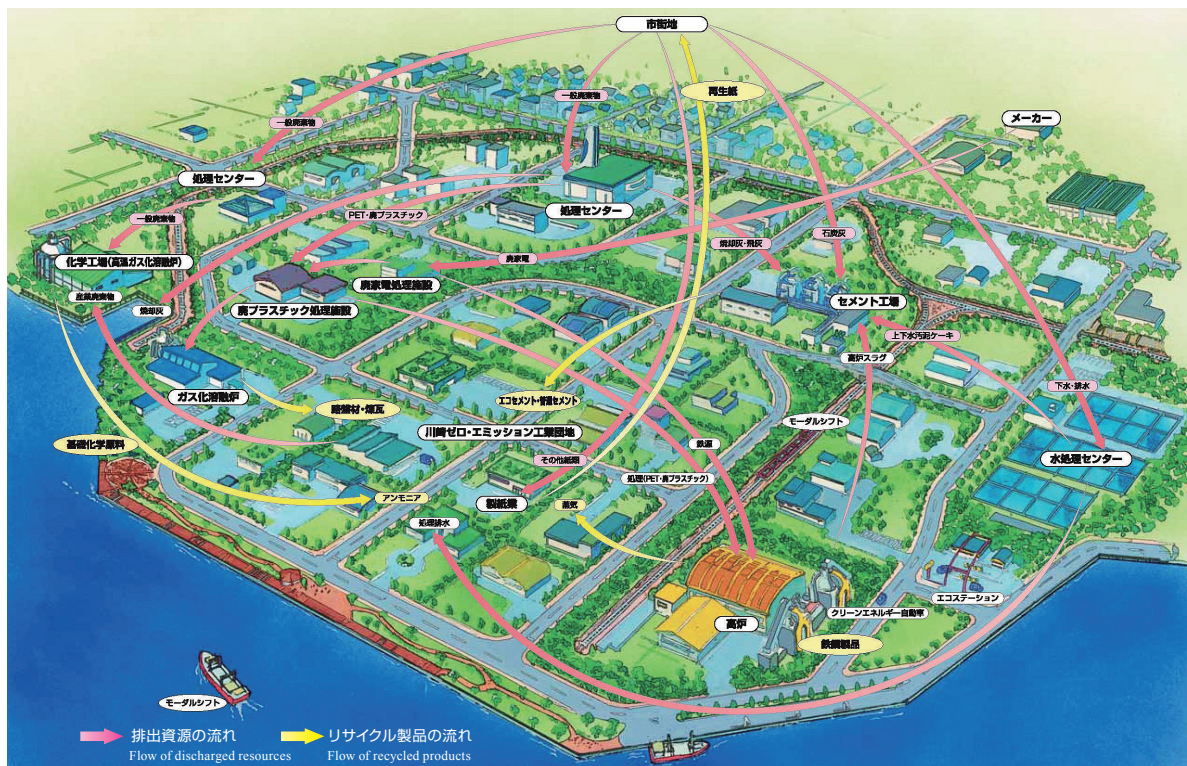 市街地
再生紙
一般廃棄物
一般廃棄物
メーカー
処理センター
処理センター
一般廃棄物
PET・廃プラスチック
石炭灰
焼却灰・飛灰
廃家電
化学工場(高温ガス化溶融炉)
産業廃棄物
焼却灰
廃家電処理施設
廃プラスチック処理施設
セメント工場
上下水汚泥ケーキ
高炉スラグ
下水・排水
ガス化溶融炉
路盤材・煉瓦
エコセメント・普通セメント
モーダルシフト
川崎ゼロ・エミッション工業団地
基礎化学原料
鉄源
その他紙類
水処理センター
処理(PET・廃プラスチック)
アンモニア
製紙業
蒸気
処理排水
エコステーション
クリーンエネルギー自動車
高炉
鉄鋼製品
モーダルシフト
排出資源の流れ
Flow of discharged resources
リサイクル製品の流れ
Flow of recycled products